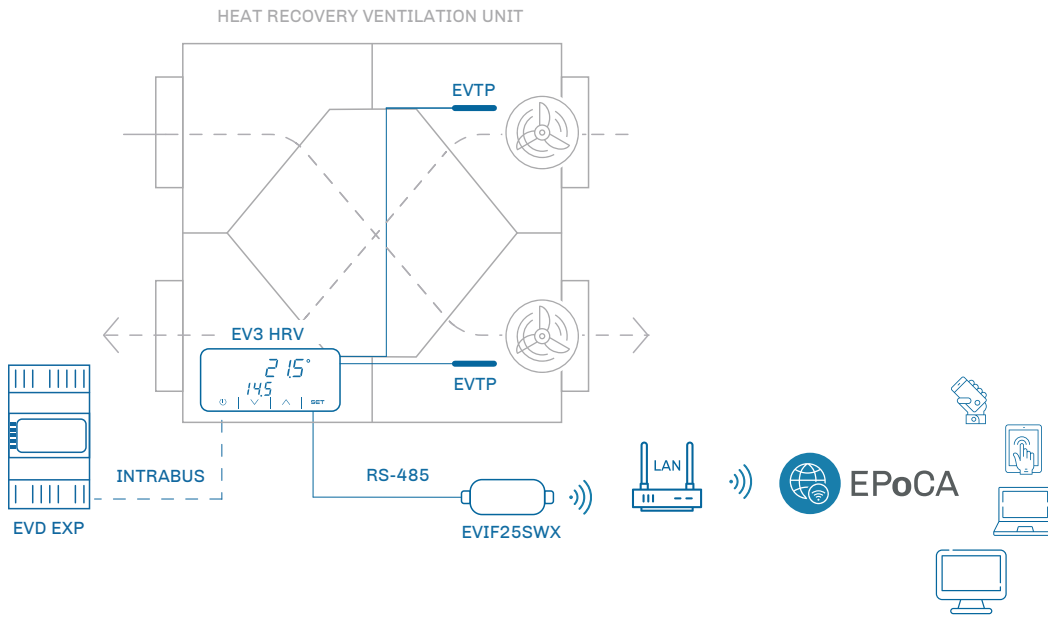 HEAT RECOVERY VENTILATION UNIT
EVTP
EV3 HRV
21.5°
14.5
SET
EVTP
INTRABUS
RS-485
LAN
EPoCA
EVD EXP
EVIF25SWX